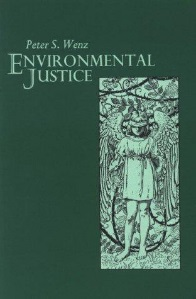 Peter S. Wenz
ENVIRONMENTAL
JUSTICE